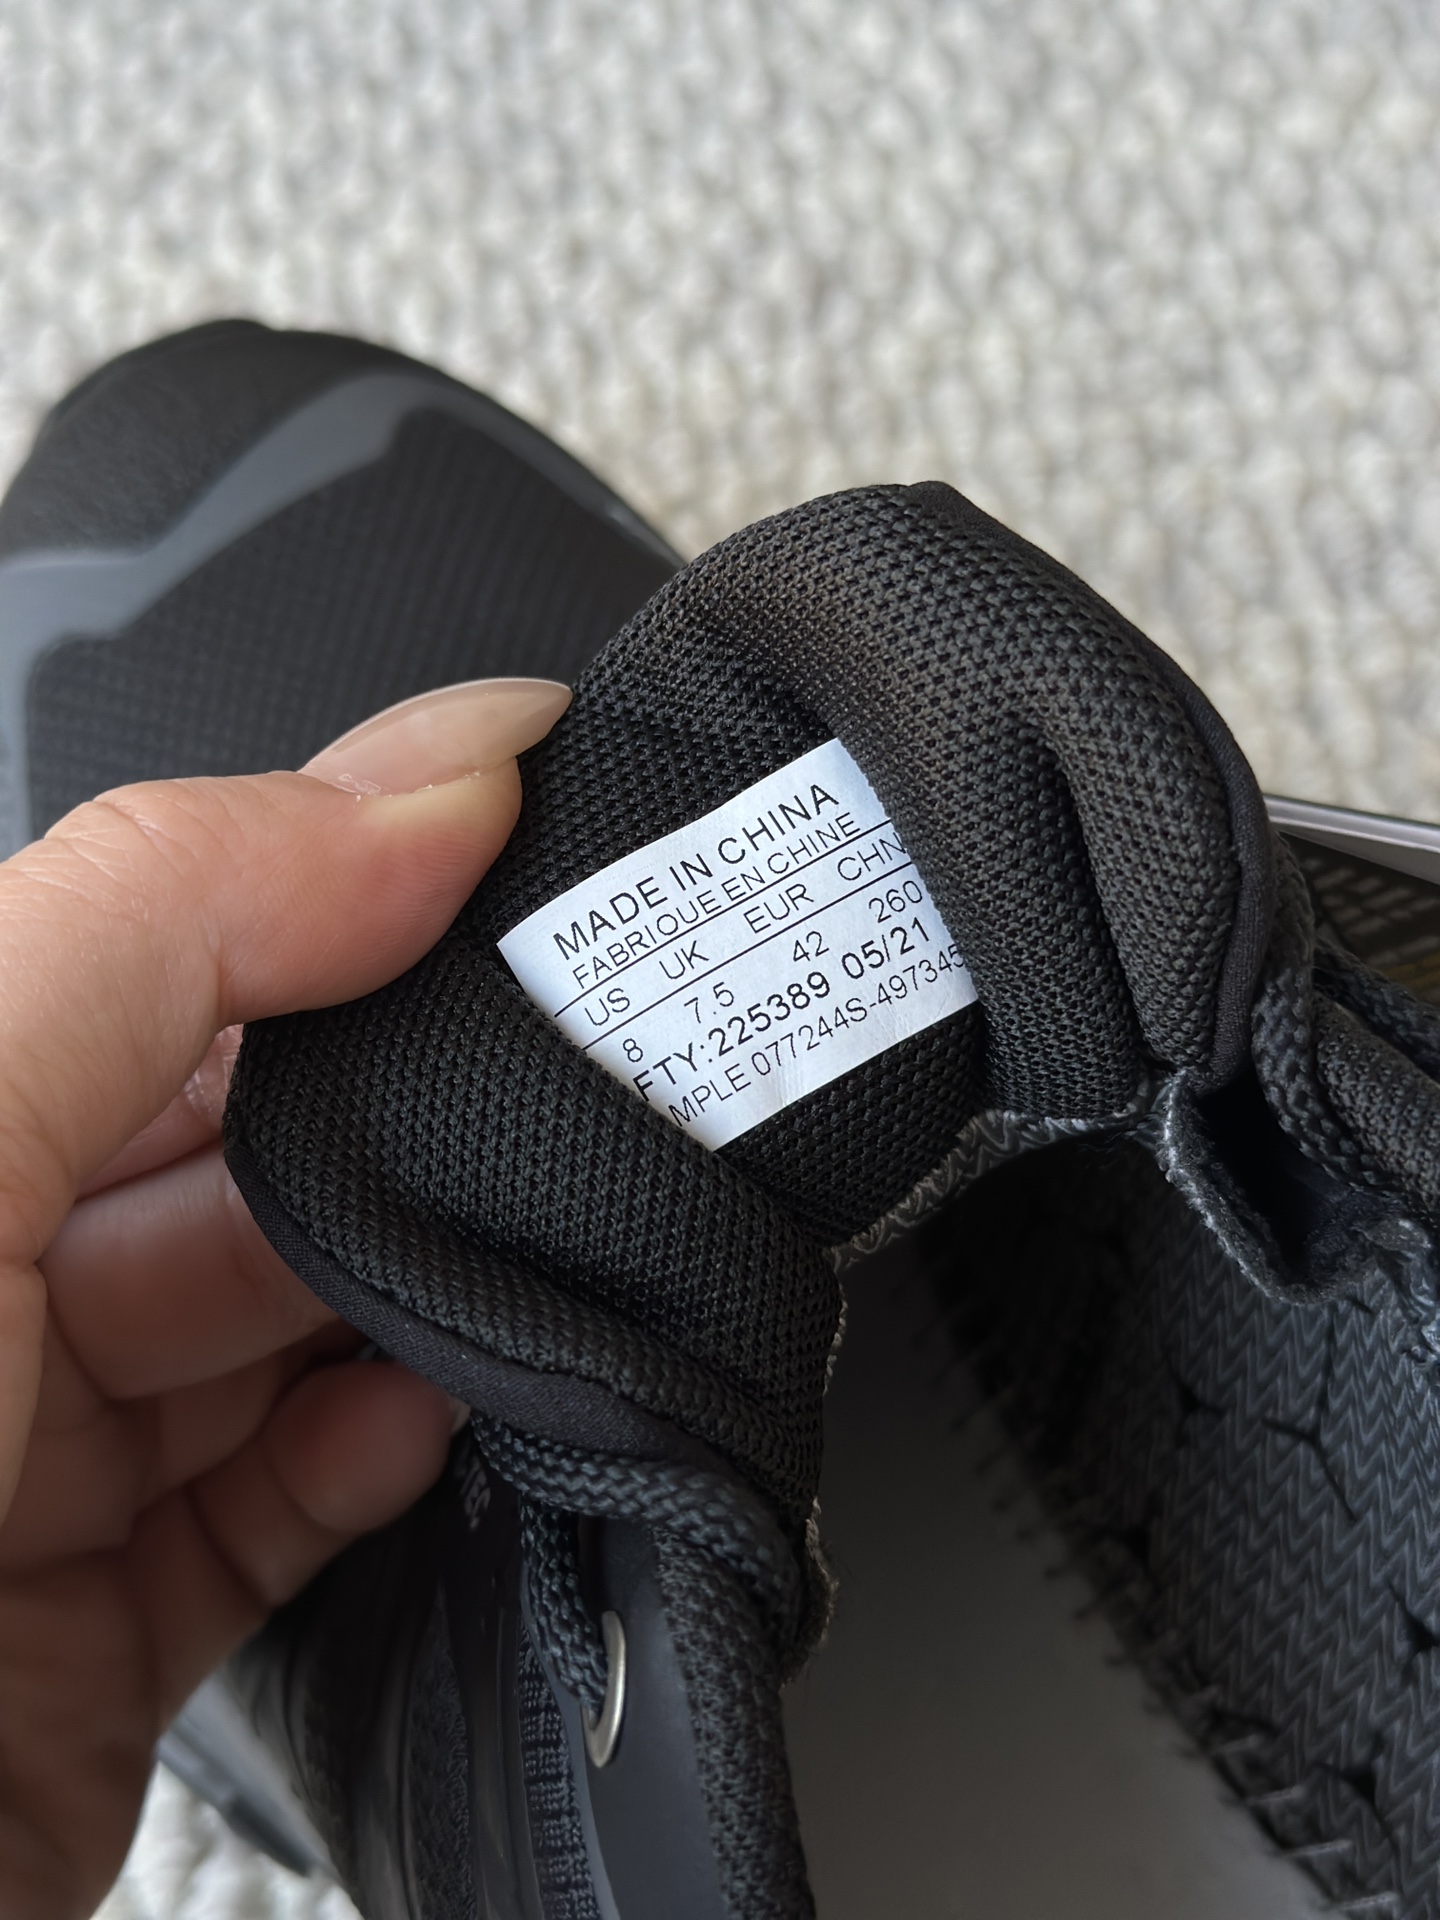 MADE IN CHINA
FABRIQUE EN CHINE
US UK EUR CHN
8 7.5 42 260
FTY:225389 05/21
MPLE 077244S-497345